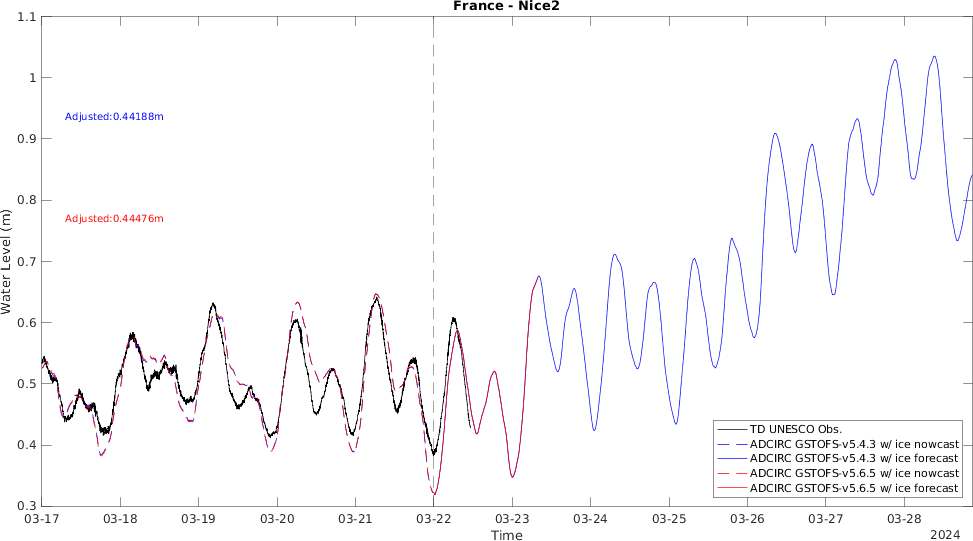 France - Nice2
1.1
1
0.9
0.8
0.7
0.6
0.5
0.4
0.3
Water Level (m)
Adjusted:0.44188m
Adjusted:0.44476m
TD UNESCO Obs.
ADCIRC GSTOFS-v5.4.3 w/ ice nowcast
ADCIRC GSTOFS-v5.4.3 w/ ice forecast
ADCIRC GSTOFS-v5.6.5 w/ ice nowcast
ADCIRC GSTOFS-v5.6.5 w/ ice forecast
03-17 03-18 03-19 03-20 03-21 03-22 03-23 03-24 03-25 03-26 03-27 03-28
Time
2024